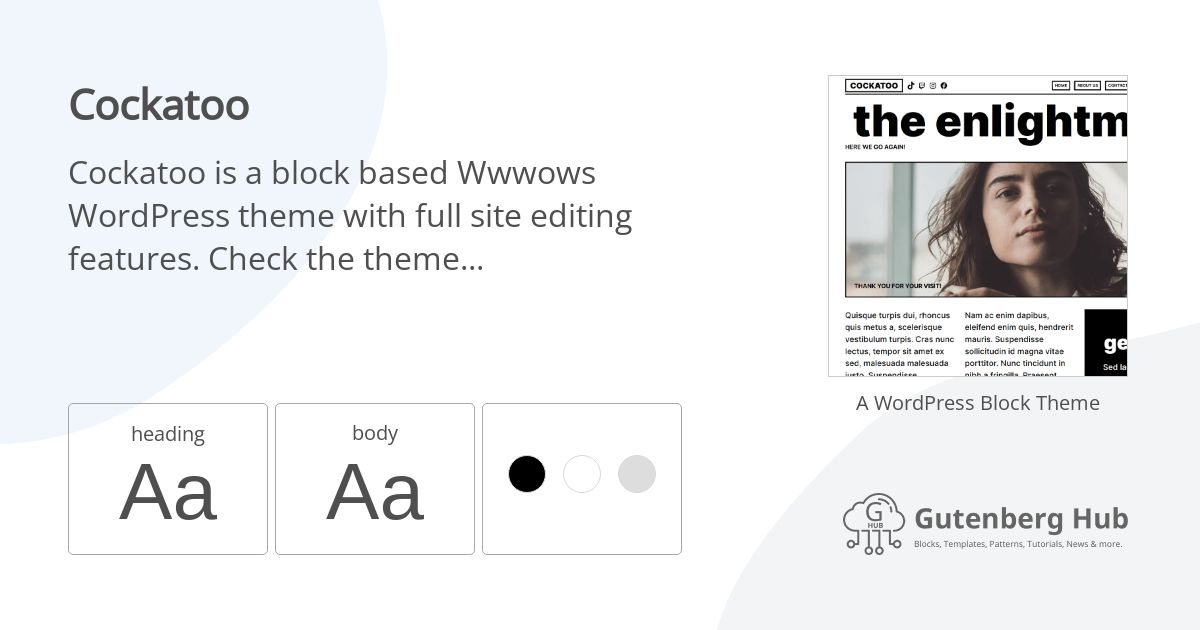 Cockatoo
Cockatoo is a block based Wwwows
WordPress theme with full site editing
features. Check the theme...
heading
Aa
body
Aa
COCKATOO
HOME
ABOUT US
CONTACT
the enlightm
HERE WE GO AGAIN!
THANK YOU FOR YOUR VISIT!
Quisque turpis dui, rhoncus
quis metus a, scelerisque
vestibulum turpis. Cras nunc
lectus, tempor sit amet ex
sed, malesuada malesuada
justo. Suspendisse
Nam ac enim dapibus,
eleifend enim quis, hendrerit
mauris. Suspendisse
sollicitudin id magna vitae
porttitor. Nunc tincidunt in
nibh a fringilla. Praesent
ge
Sed la
A WordPress Block Theme
G
HUB
Gutenberg Hub
Blocks, Templates, Patterns, Tutorials, News & more.